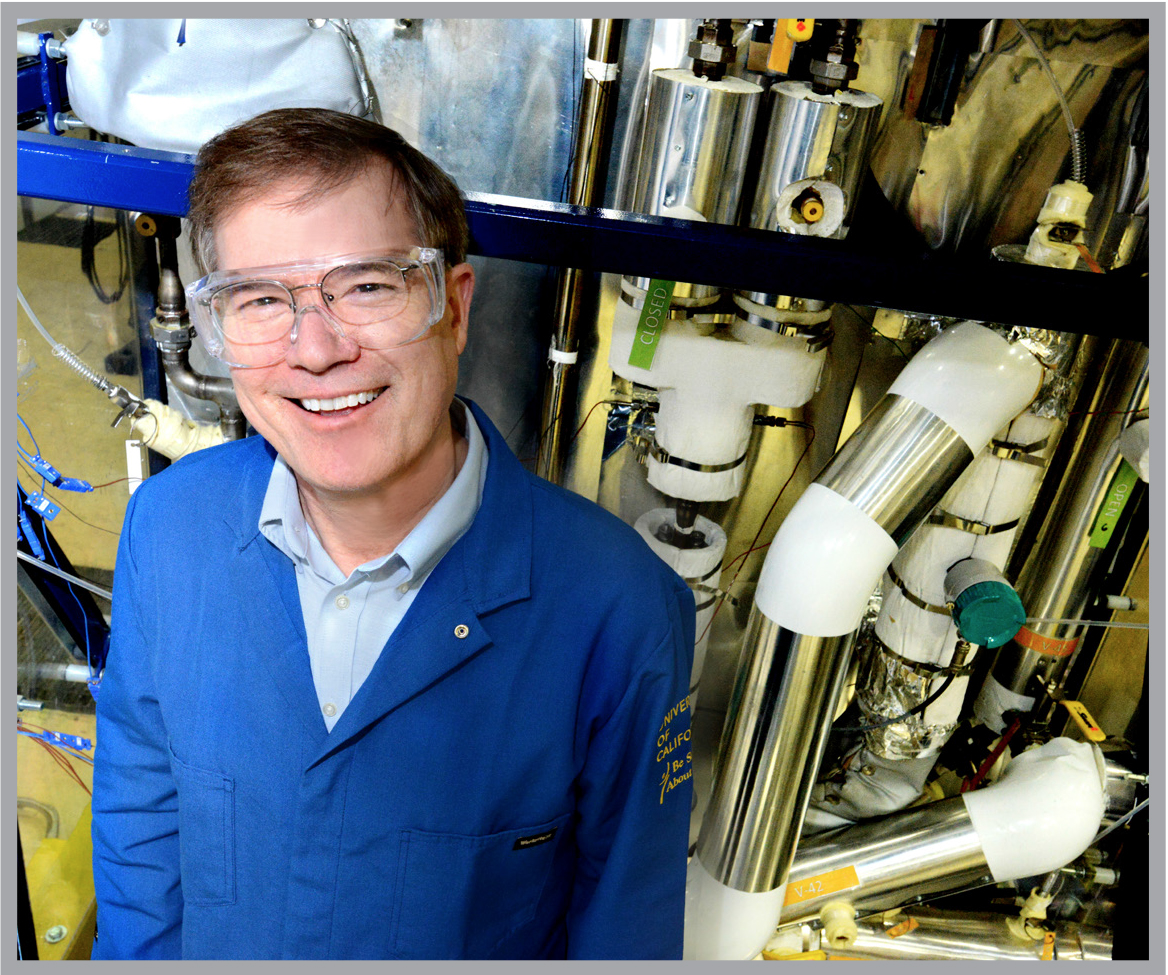 CLOSED
OPEN
UNIVER
OF
CALIFO
Be S
About
V-42